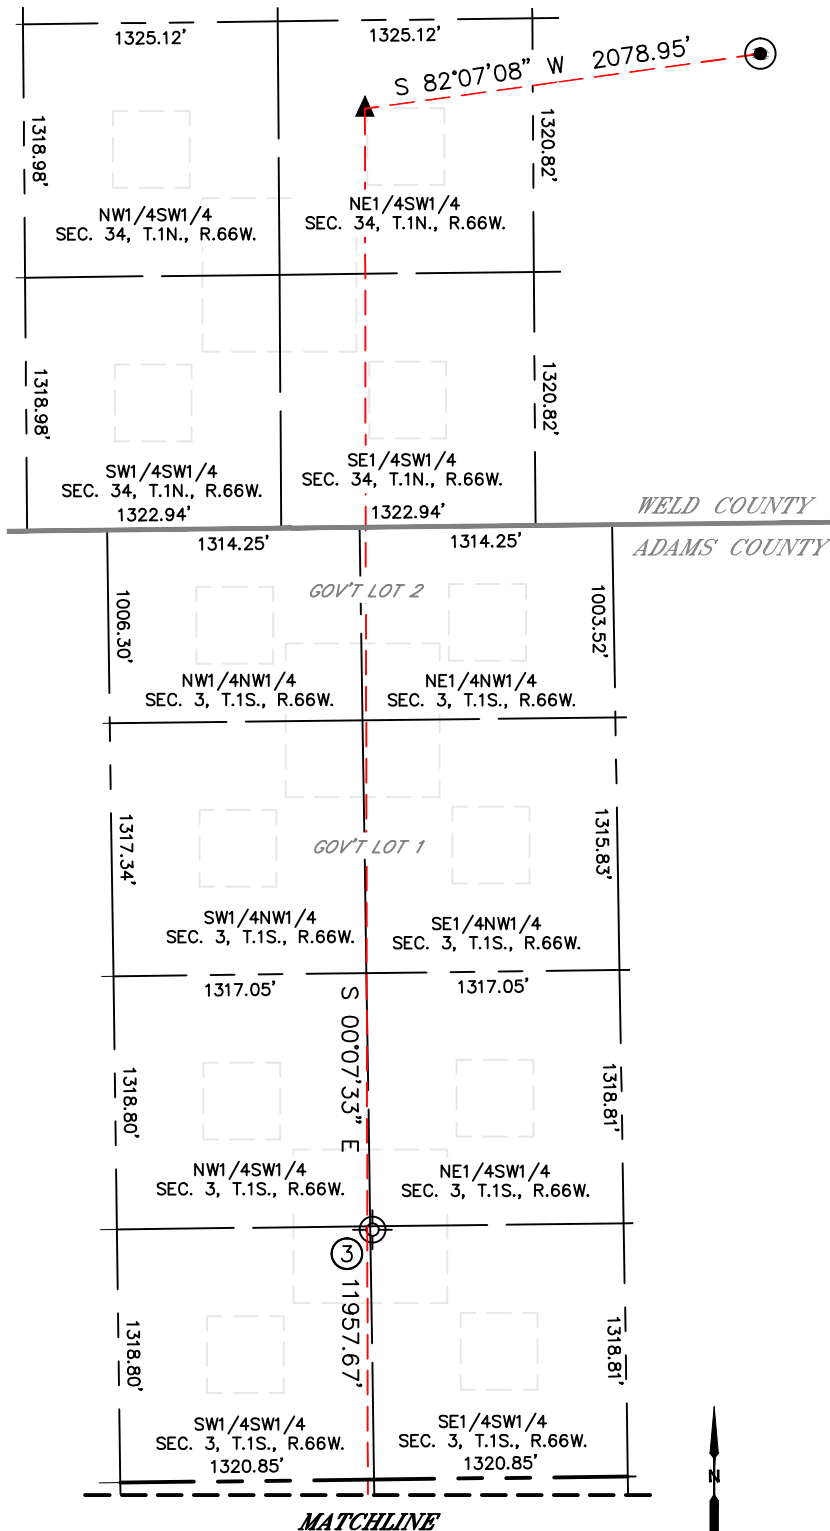 1325.12'
1325.12'
S 82°07'08" W 2078.95'
1318.98'
1320.82'
NW1/4SW1/4
SEC. 34, T.1N., R.66W.
NE1/4SW1/4
SEC. 34, T.1N., R.66W.
1318.98'
1320.82'
SW1/4SW1/4
SEC. 34, T.1N., R.66W.
1322.94'
SE1/4SW1/4
SEC. 34, T.1N., R.66W.
1322.94'
WELD COUNTY
ADAMS COUNTY
1314.25'
1314.25'
GOV'T LOT 2
1006.30'
1003.52'
NW1/4NW1/4
SEC. 3, T.1S., R.66W.
NE1/4NW1/4
SEC. 3, T.1S., R.66W.
1317.34'
1315.83'
GOV'T LOT 1
SW1/4NW1/4
SEC. 3, T.1S., R.66W.
SE1/4NW1/4
SEC. 3, T.1S., R.66W.
1317.05'
1317.05'
S 00°07'33" E 11957.67'
1318.80'
1318.81'
NW1/4SW1/4
SEC. 3, T.1S., R.66W.
NE1/4SW1/4
SEC. 3, T.1S., R.66W.
3
1318.80'
1318.81'
SW1/4SW1/4
SEC. 3, T.1S., R.66W.
1320.85'
SE1/4SW1/4
SEC. 3, T.1S., R.66W.
1320.85'
N
MATCHLINE